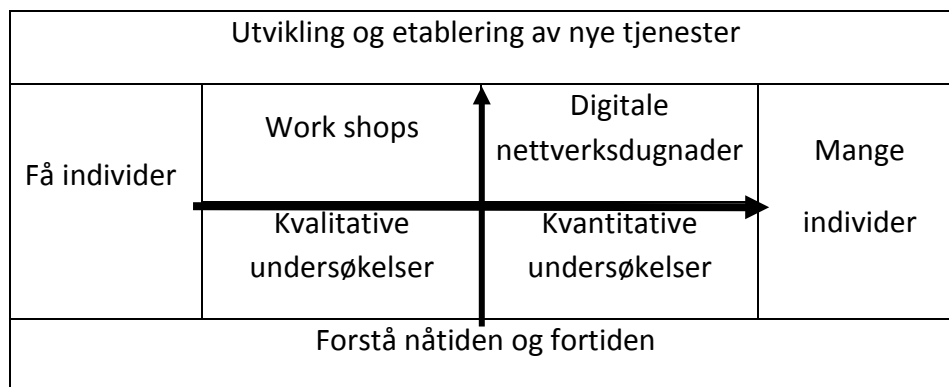 Utvikling og etablering av nye tjenester
Få individer
Work shops
Digitale
nettverksdugnader
Mange
individer
Kvalitative
undersøkelser
Kvantitative
undersøkelser
Forstå nåtiden og fortiden